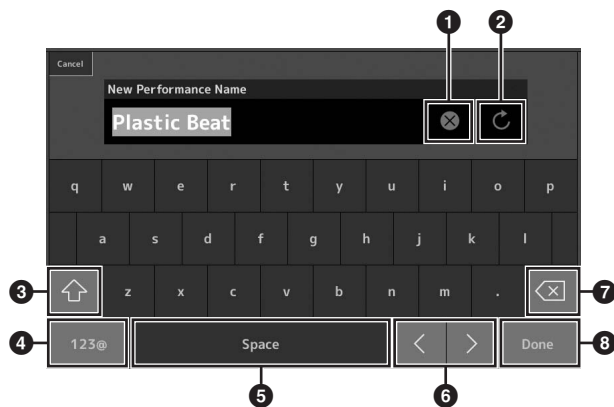 1 2
Cancel
New Performance Name
Plastic Beat
q w e r t y u i o p
a s d f g h j k l
3 z x c v b n m . 7
4 123@ Space < > Done 8
5 6